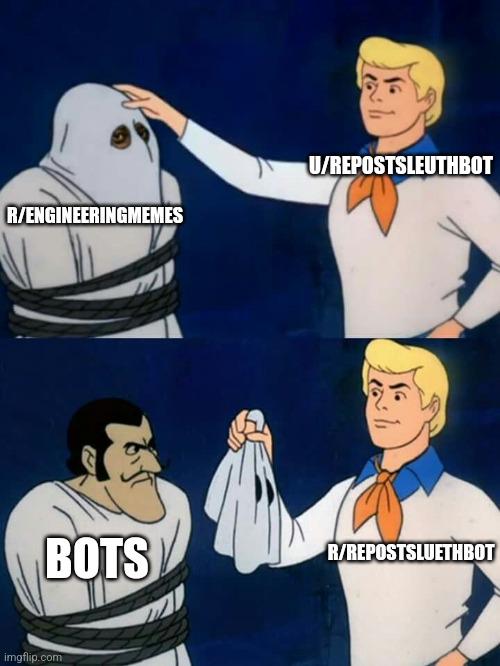 U/REPOSTSLEUTHBOT
R/ENGINEERINGMEMES
BOTS
R/REPOSTSLUETHBOT
imgflip.com